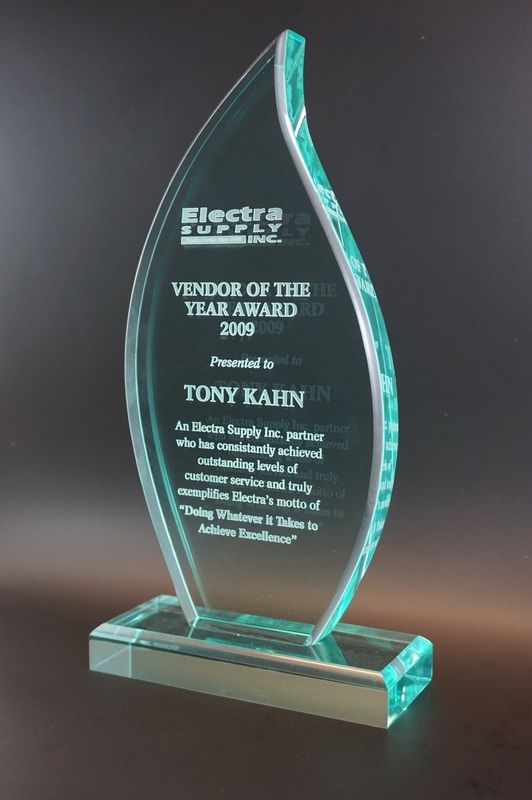 Electra
SUPPLY
INC.
VENDOR OF THE
YEAR AWARD
2009
Presented to
TONY KAHN
An Electra Supply Inc. partner
who has consistantly achieved
outstanding levels of
customer service and truly
exemplifies Electra's motto of
"Doing Whatever it Takes to
Achieve Excellence"